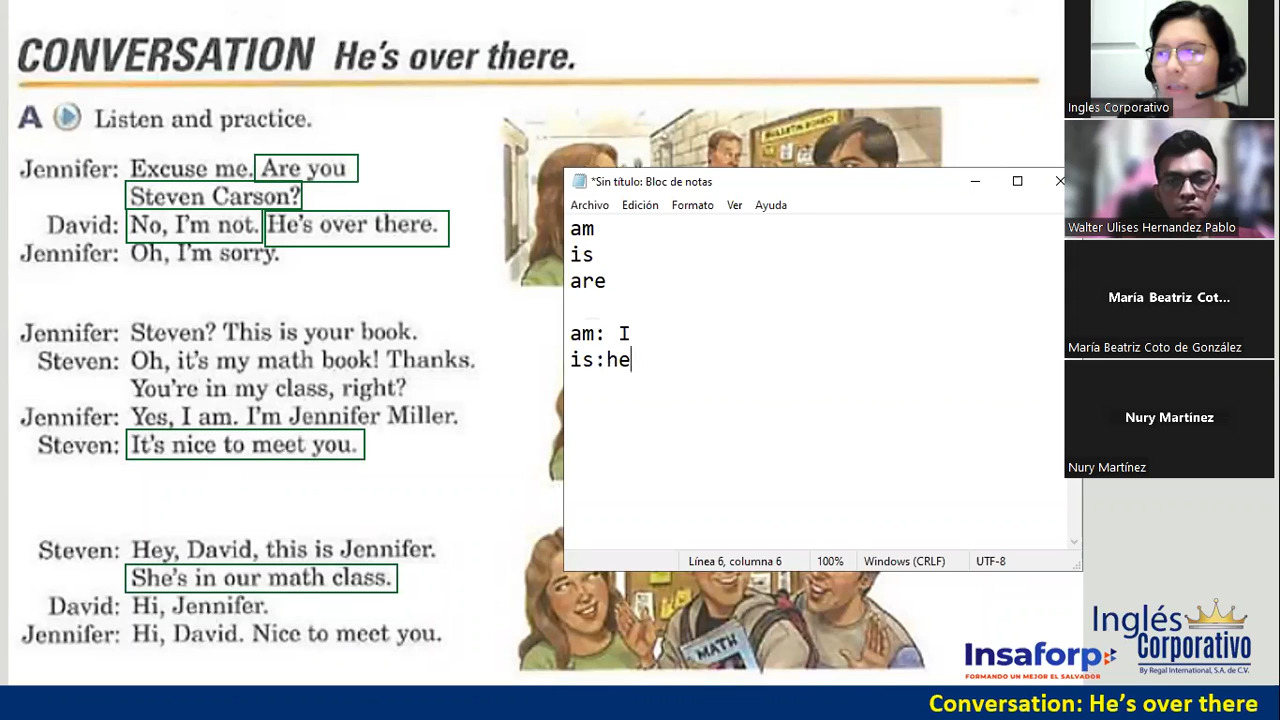 CONVERSATION He's over there.
A Listen and practice.
Jennifer: Excuse me. Are you
Steven Carson?
David: No, I'm not. He's over there.
Jennifer: Oh, I'm sorry.
Jennifer: Steven? This is your book.
Steven: Oh, it's my math book! Thanks.
You're in my class, right?
Jennifer: Yes, I am. I'm Jennifer Miller.
Steven: It's nice to meet you.
Steven: Hey, David, this is Jennifer.
She's in our math class.
David: Hi, Jennifer.
Jennifer: Hi, David. Nice to meet you.
BULLETIN BOARD
*Sin título: Bloc de notas
Archivo Edición Formato Ver Ayuda
am
is
are
am: I
is:he
Línea 6, columna 6 100% Windows (CRLF) UTF-8
MATH
Inglés Corporativo
Walter Ulises Hernandez Pablo
María Beatriz Cot...
María Beatriz Coto de González
Nury Martínez
Nury Martínez
Insaforp
FORMANDO UN MEJOR EL SALVADOR
Inglés
Corporativo
By Regal International, S.A. de C.V.
Conversation: He's over there